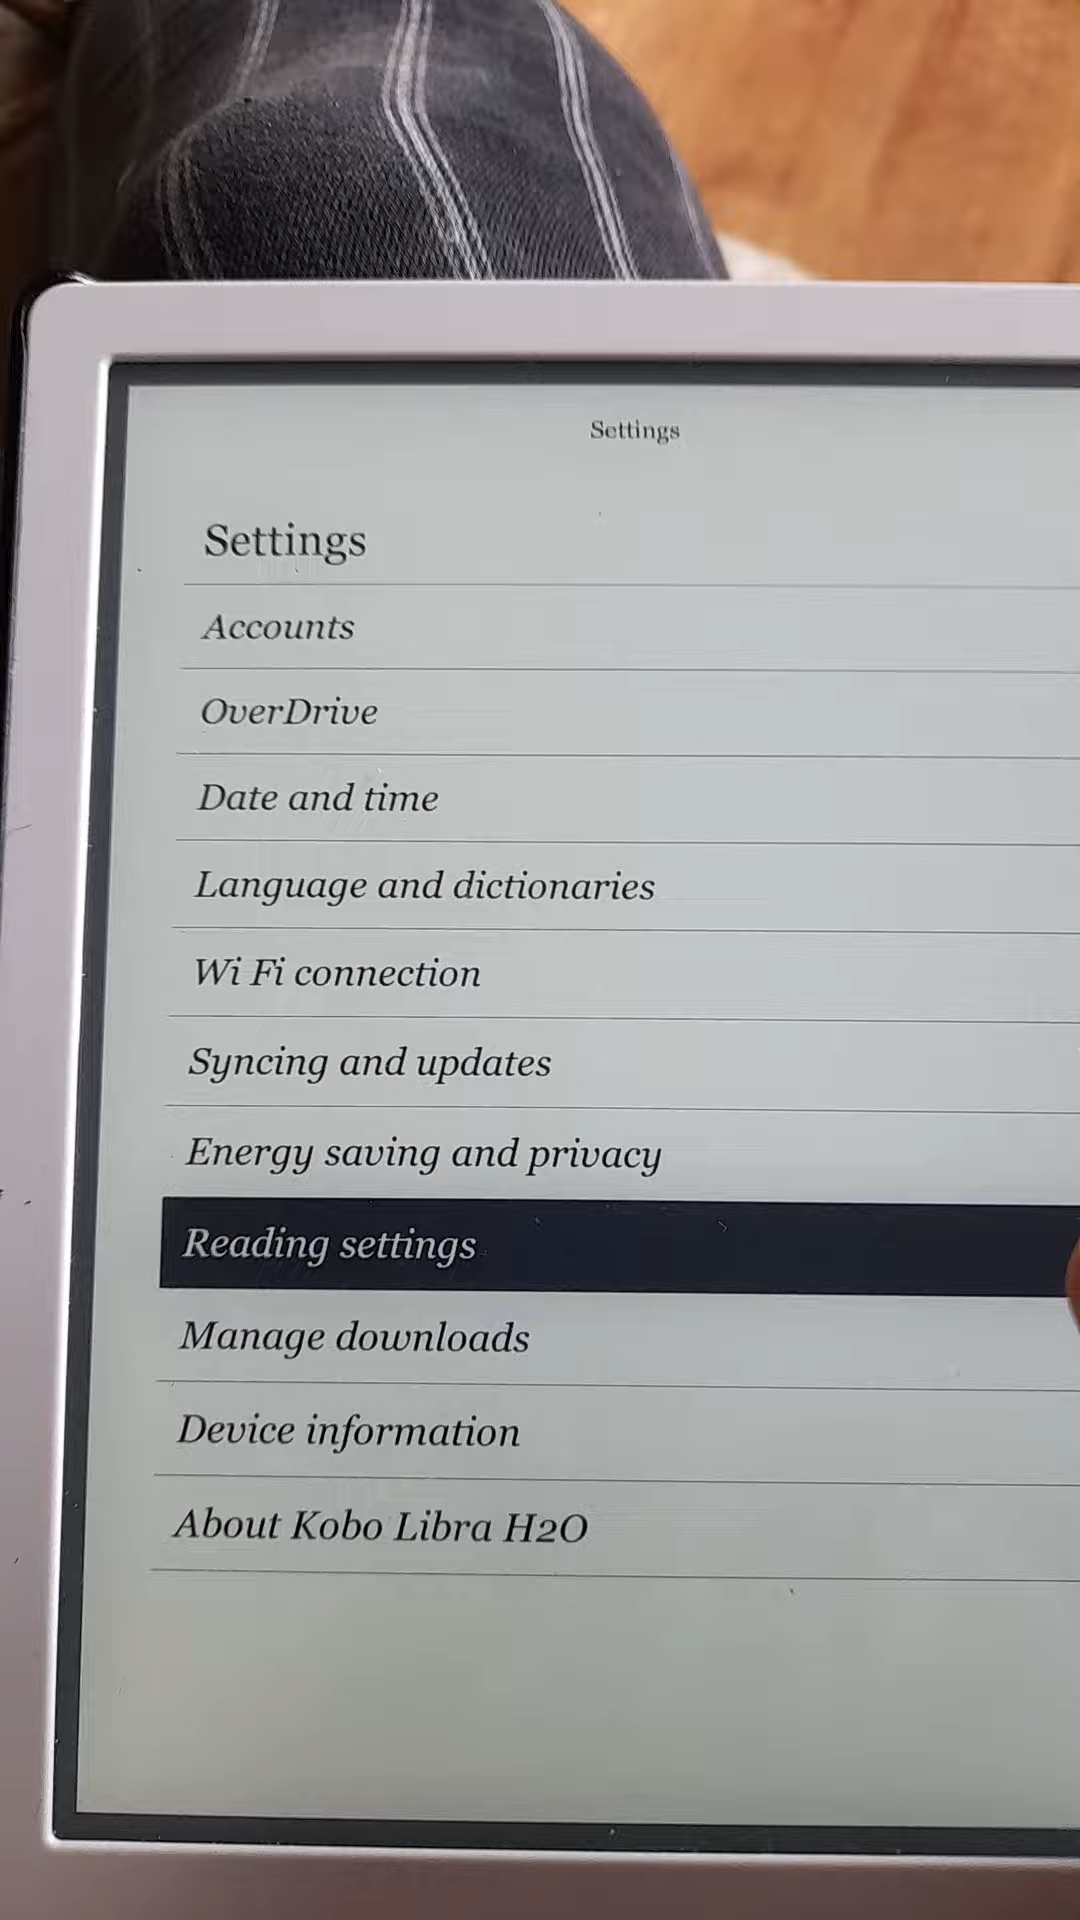 Settings
Settings
Accounts
OverDrive
Date and time
Language and dictionaries
Wi Fi connection
Syncing and updates
Energy saving and privacy
Reading settings
Manage downloads
Device information
About Kobo Libra H2O